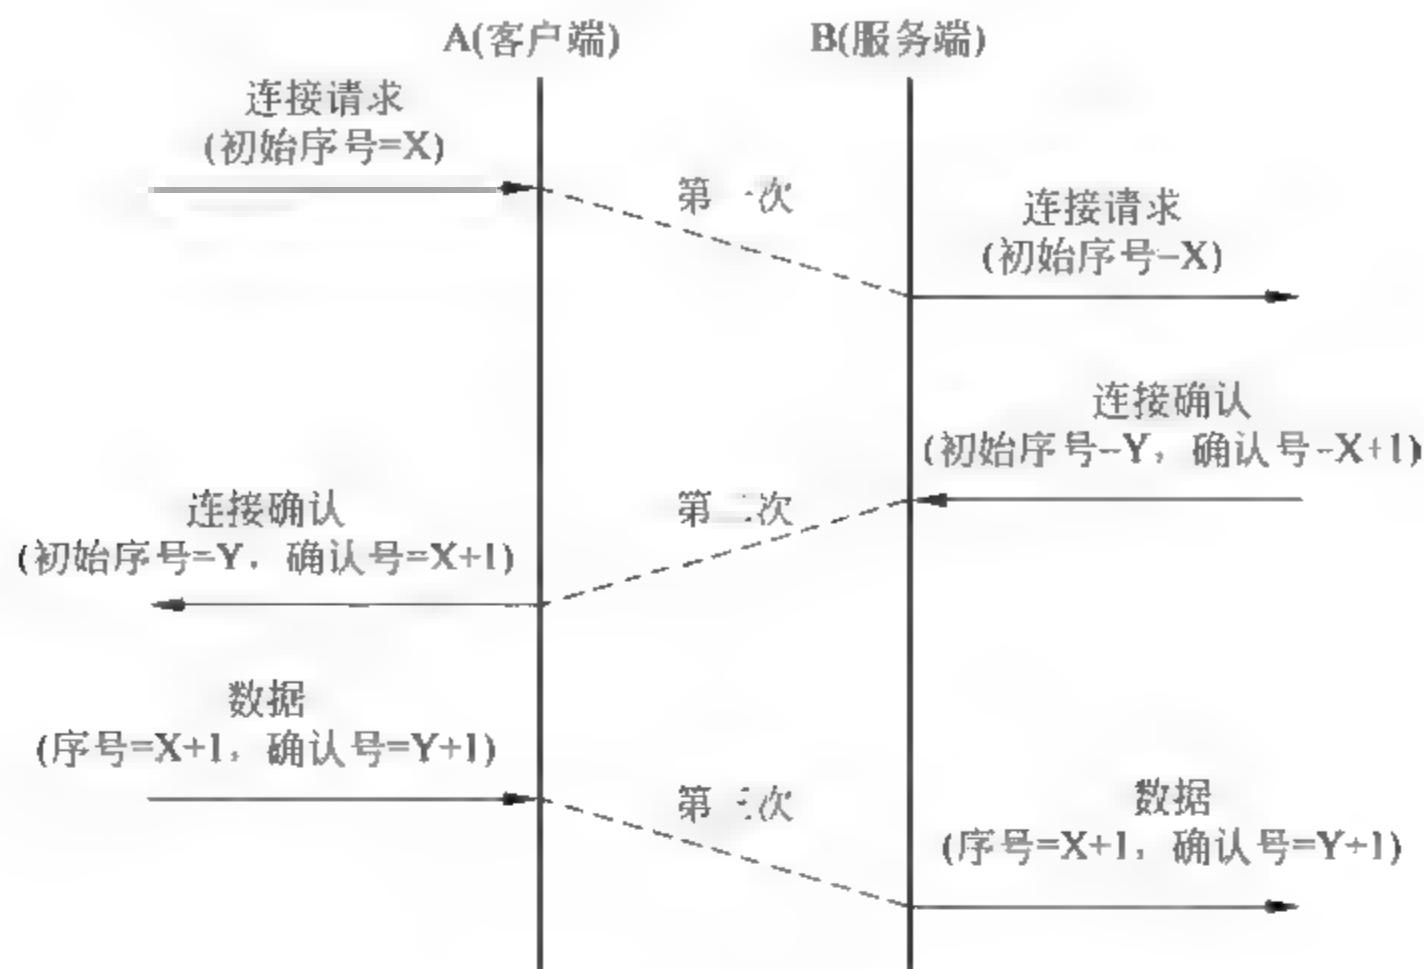 A(客户端)
B(服务端)
连接请求
(初始序号=X)
第一次
连接请求
(初始序号-X)
连接确认
(初始序号-Y，确认号-X+1)
第二次
连接确认
(初始序号=Y，确认号=X+1)
数据
(序号=X+1，确认号=Y+1)
第三次
数据
(序号=X+1，确认号=Y+1)